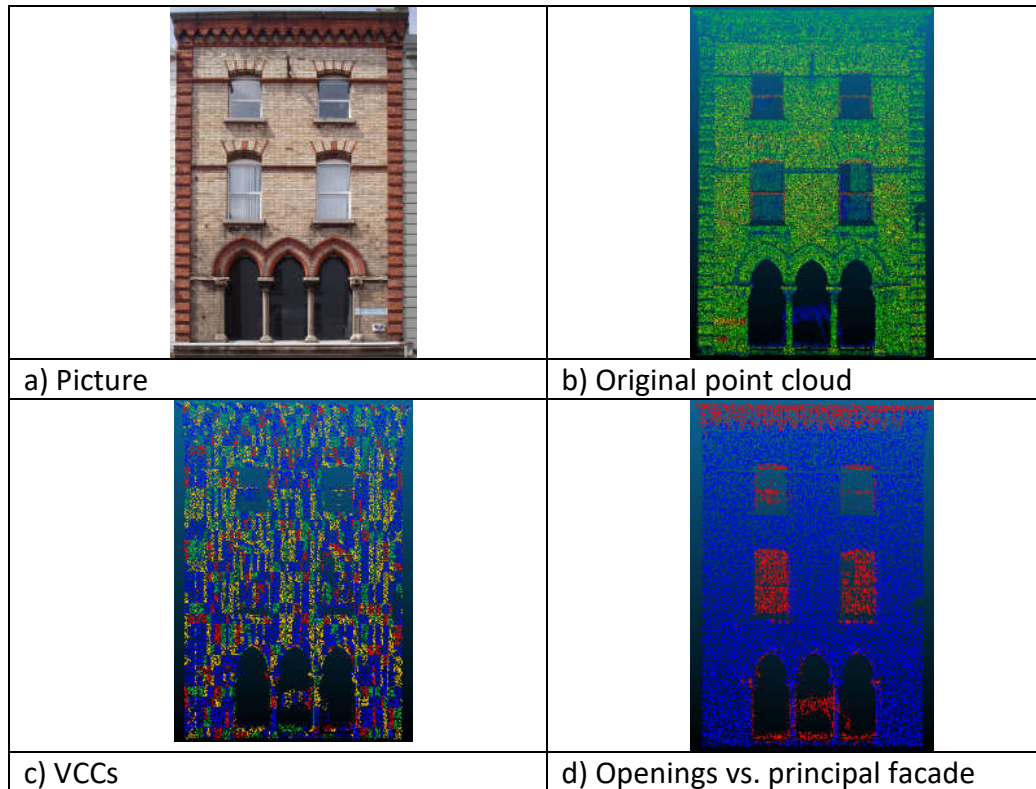 a) Picture
b) Original point cloud
c) VCCs
d) Openings vs. principal facade